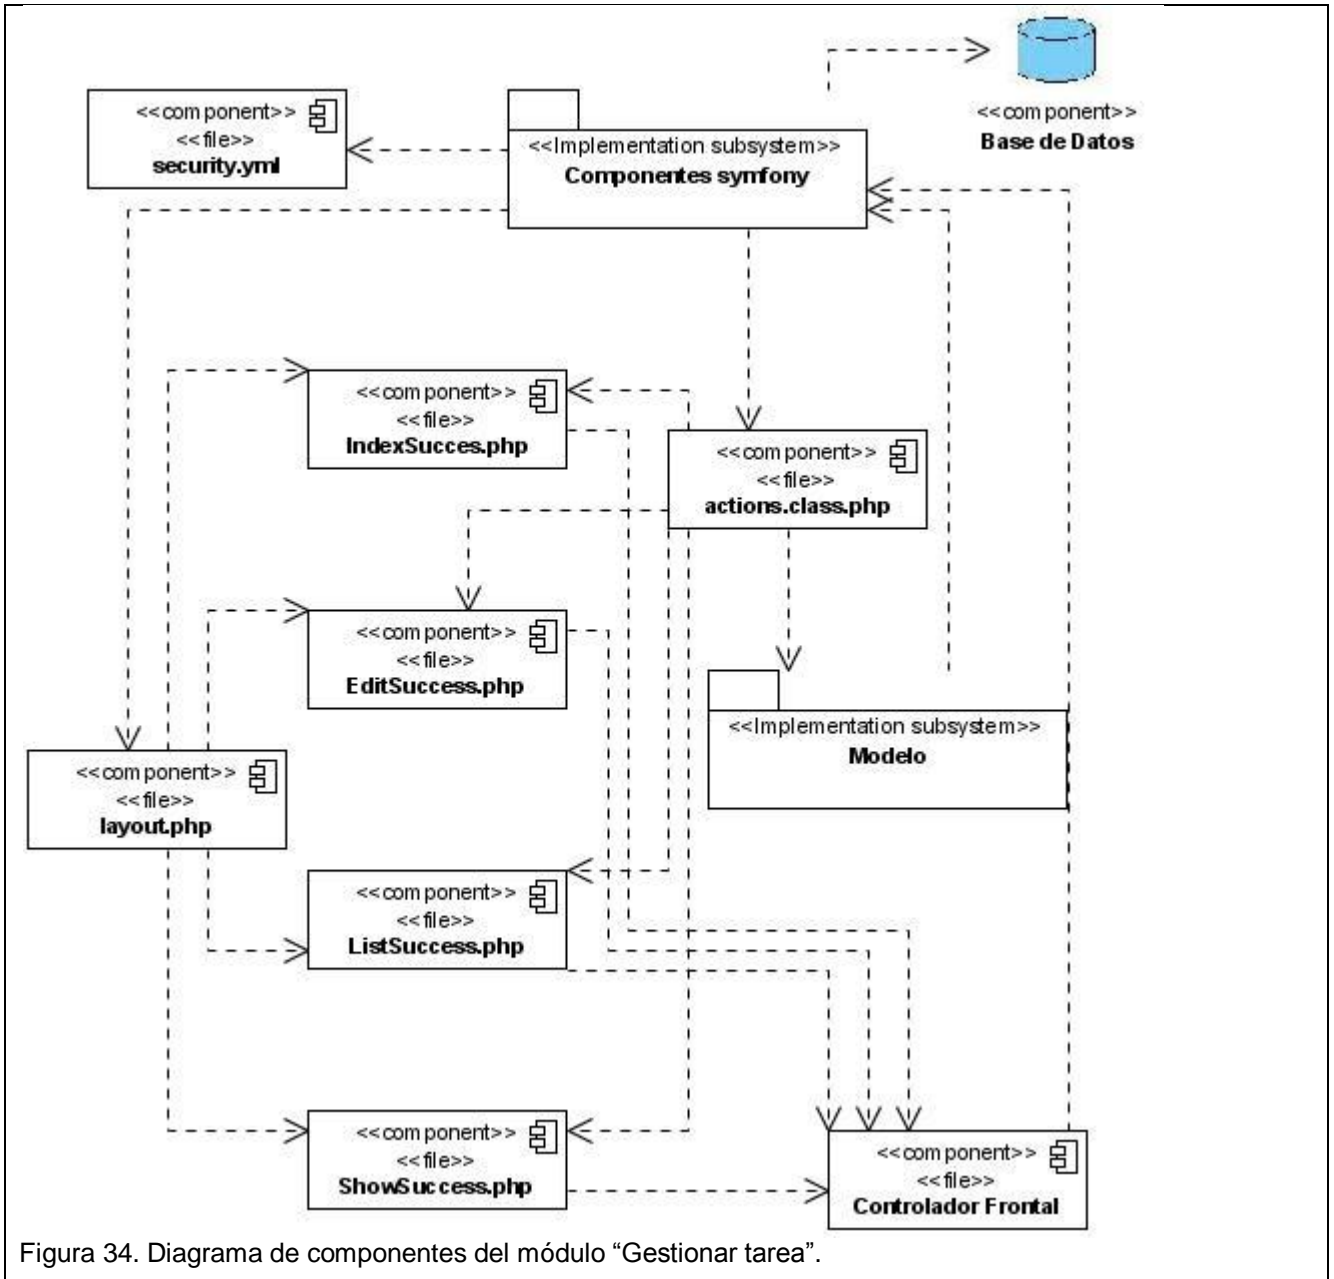 <<component>>
Base de Datos
<<component>>
<<file>>
security.yml
<<Implementation subsystem>>
Componentes symfony
<<component>>
<<file>>
IndexSucces.php
<<component>>
<<file>>
actions.class.php
<<component>>
<<file>>
EditSuccess.php
<<Implementation subsystem>>
Modelo
<<component>>
<<file>>
layout.php
<<component>>
<<file>>
ListSuccess.php
<<component>>
<<file>>
ShowSuccess.php
<<component>>
<<file>>
Controlador Frontal
Figura 34. Diagrama de componentes del módulo “Gestionar tarea”.